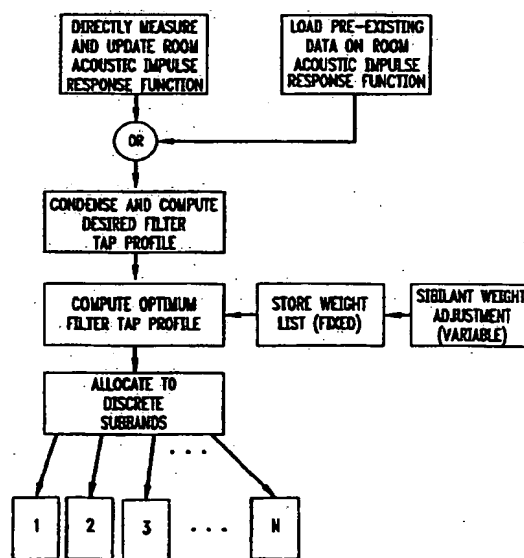 DIRECTLY MEASURE
AND UPDATE ROOM
ACOUSTIC IMPULSE
RESPONSE FUNCTION
LOAD PRE-EXISTING
DATA ON ROOM
ACOUSTIC IMPULSE
RESPONSE FUNCTION
OR
CONDENSE AND COMPUTE
DESIRED FILTER
TAP PROFILE
COMPUTE OPTIMUM
FILTER TAP PROFILE
STORE WEIGHT
LIST (FIXED)
SIBILANT WEIGHT
ADJUSTMENT
(VARIABLE)
ALLOCATE TO
DISCRETE
SUBBANDS
. . .
1
2
3
. . .
N